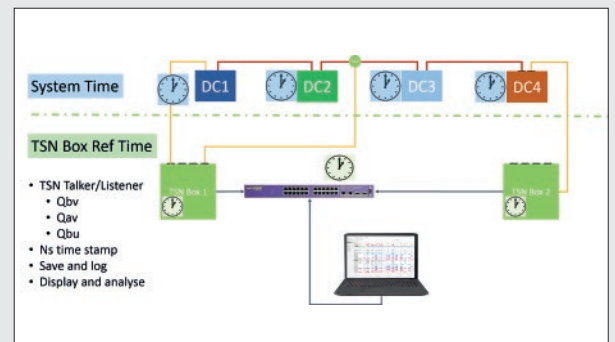 System Time
DC1
DC2
DC3
DC4
TSN Box Ref Time
TSN Box 1
TSN Box 2
• TSN Talker/Listener
• Qbv
• Qav
• Qbu
• Ns time stamp
• Save and log
• Display and analyse